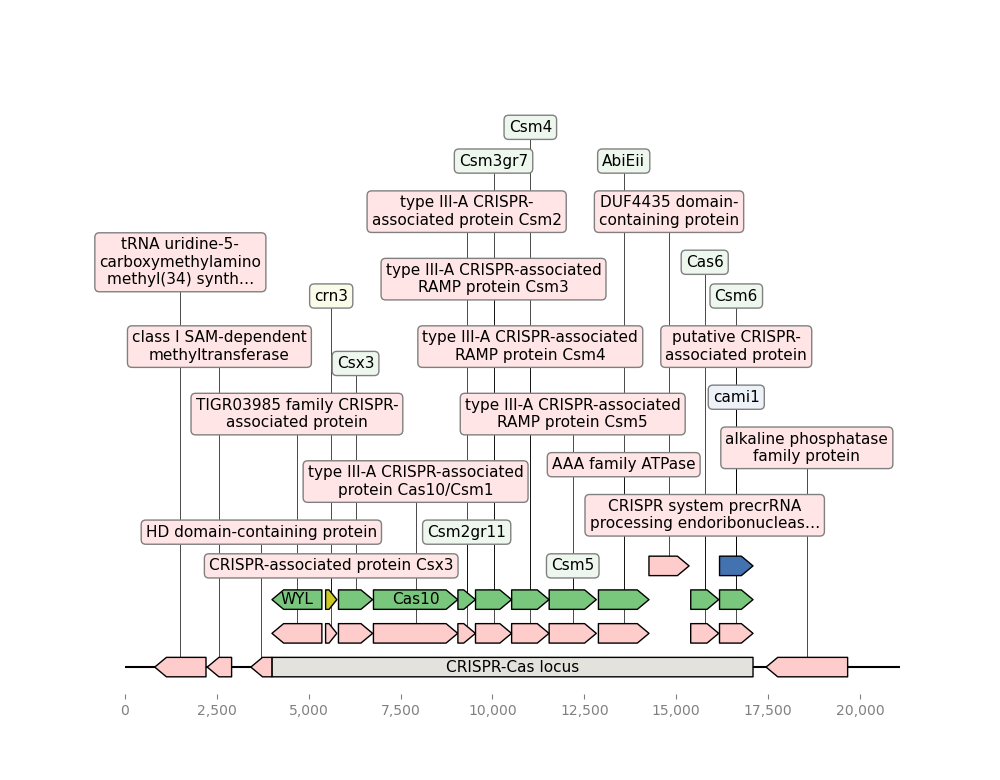 Csm4
Csm3gr7
AbiEii
type III-A CRISPR-
associated protein Csm2
DUF4435 domain-
containing protein
tRNA uridine-5-
carboxymethylamino
methyl(34) synth...
Cas6
type III-A CRISPR-associated
RAMP protein Csm3
crn3
Csm6
class I SAM-dependent
methyltransferase
type III-A CRISPR-associated
RAMP protein Csm4
putative CRISPR-
associated protein
Csx3
cami1
TIGR03985 family CRISPR-
associated protein
type III-A CRISPR-associated
RAMP protein Csm5
alkaline phosphatase
family protein
AAA family ATPase
type III-A CRISPR-associated
protein Cas10/Csm1
CRISPR system precrRNA
processing endoribonucleas...
HD domain-containing protein
Csm2gr11
CRISPR-associated protein Csx3
Csm5
WYL
Cas10
CRISPR-Cas locus
0
2,500
5,000
7,500
10,000
12,500
15,000
17,500
20,000